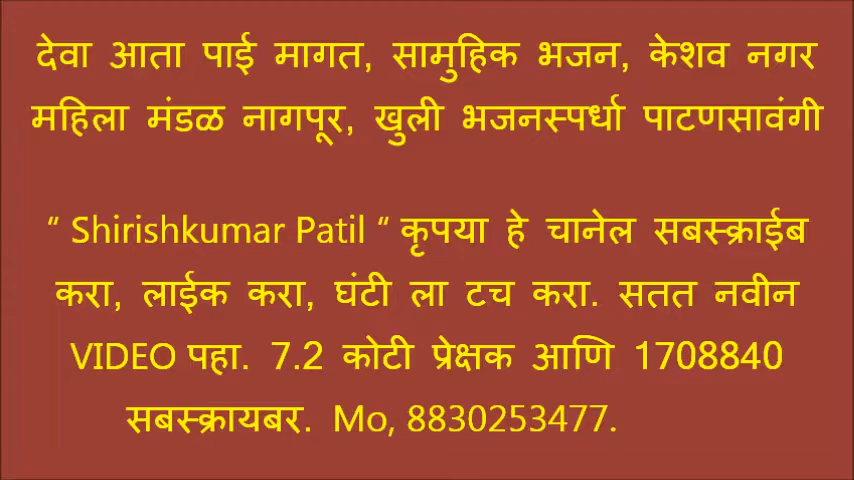 देवा आता पाई मागत, सामुहिक भजन, केशव नगर
महिला मंडळ नागपूर, खुली भजनस्पर्धा पाटणसावंगी
“ Shirishkumar Patil “ कृपया हे चानेल सबस्क्राईब
करा, लाईक करा, घंटी ला टच करा. सतत नवीन
VIDEO पहा. 7.2 कोटी प्रेक्षक आणि 1708840
सबस्क्रायबर. Mo, 8830253477.